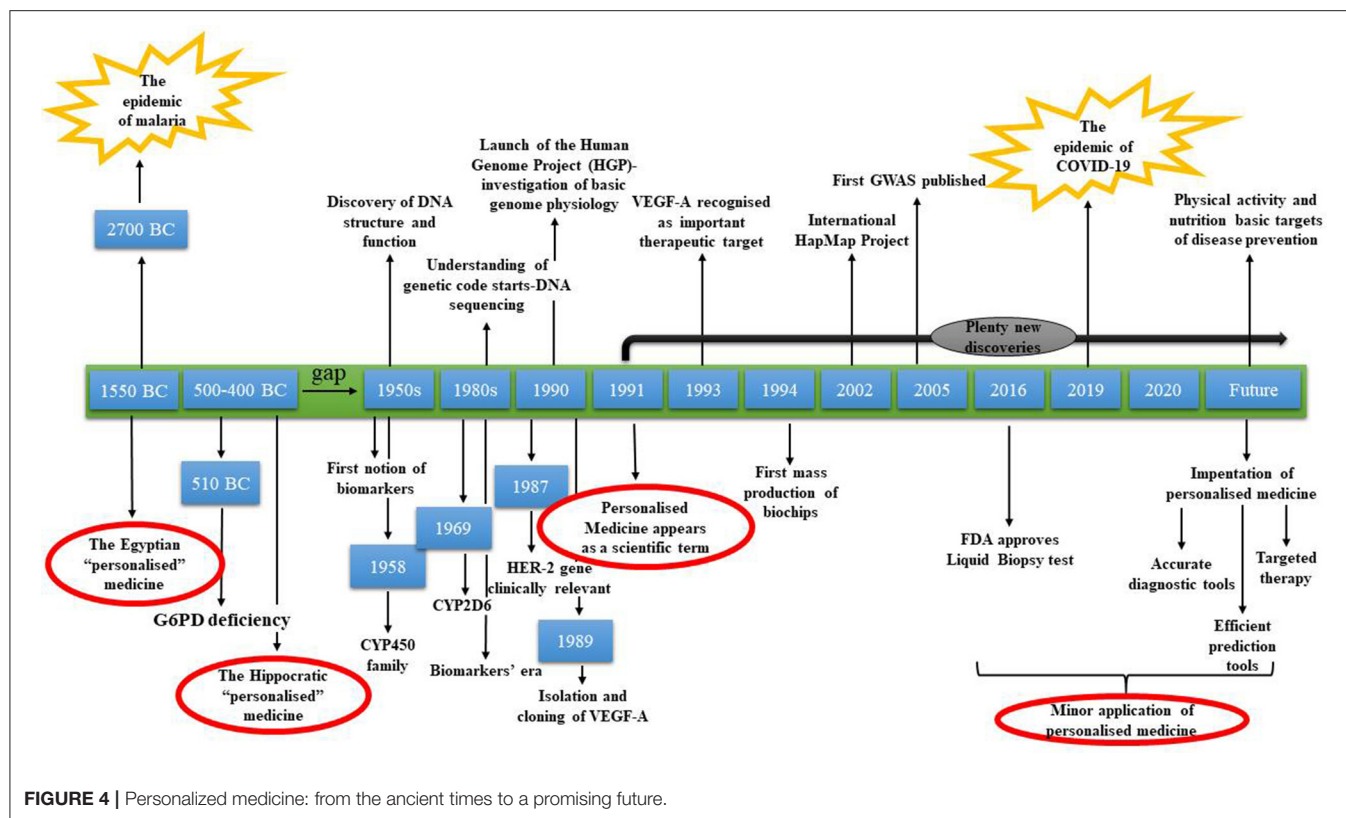 The
epidemic
of malaria
2700 BC
Discovery of DNA
structure and
function
Understanding of
genetic code starts-DNA
sequencing
Launch of the Human
Genome Project (HGP)-
investigation of basic
genome physiology
VEGF-A recognised
as important
therapeutic target
International
HapMap Project
First GWAS published
The
epidemic of
COVID-19
Physical activity and
nutrition basic targets
of disease prevention
Plenty new
discoveries
1550 BC
500-400 BC
gap
1950s
1980s
1990
1991
1993
1994
2002
2005
2016
2019
2020
Future
The Egyptian
“personalised”
medicine
510 BC
G6PD deficiency
The Hippocratic
“personalised”
medicine
First notion of
biomarkers
1958
CYP450
family
1969
CYP2D6
Biomarkers’ era
1987
HER-2 gene
clinically relevant
1989
Isolation and
cloning of VEGF-A
Personalised
Medicine appears
as a scientific term
First mass
production of
biochips
FDA approves
Liquid Biopsy test
Impentation of
personalised medicine
Accurate
diagnostic tools
Targeted
therapy
Efficient
prediction
tools
Minor application of
personalised medicine
FIGURE 4 | Personalized medicine: from the ancient times to a promising future.